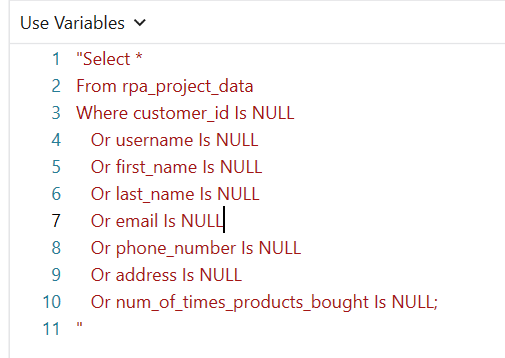 Use Variables
1 "Select *
2 From rpa_project_data
3 Where customer_id Is NULL
4 Or username Is NULL
5 Or first_name Is NULL
6 Or last_name Is NULL
7 Or email Is NULL
8 Or phone_number Is NULL
9 Or address Is NULL
10 Or num_of_times_products_bought Is NULL;
11 "